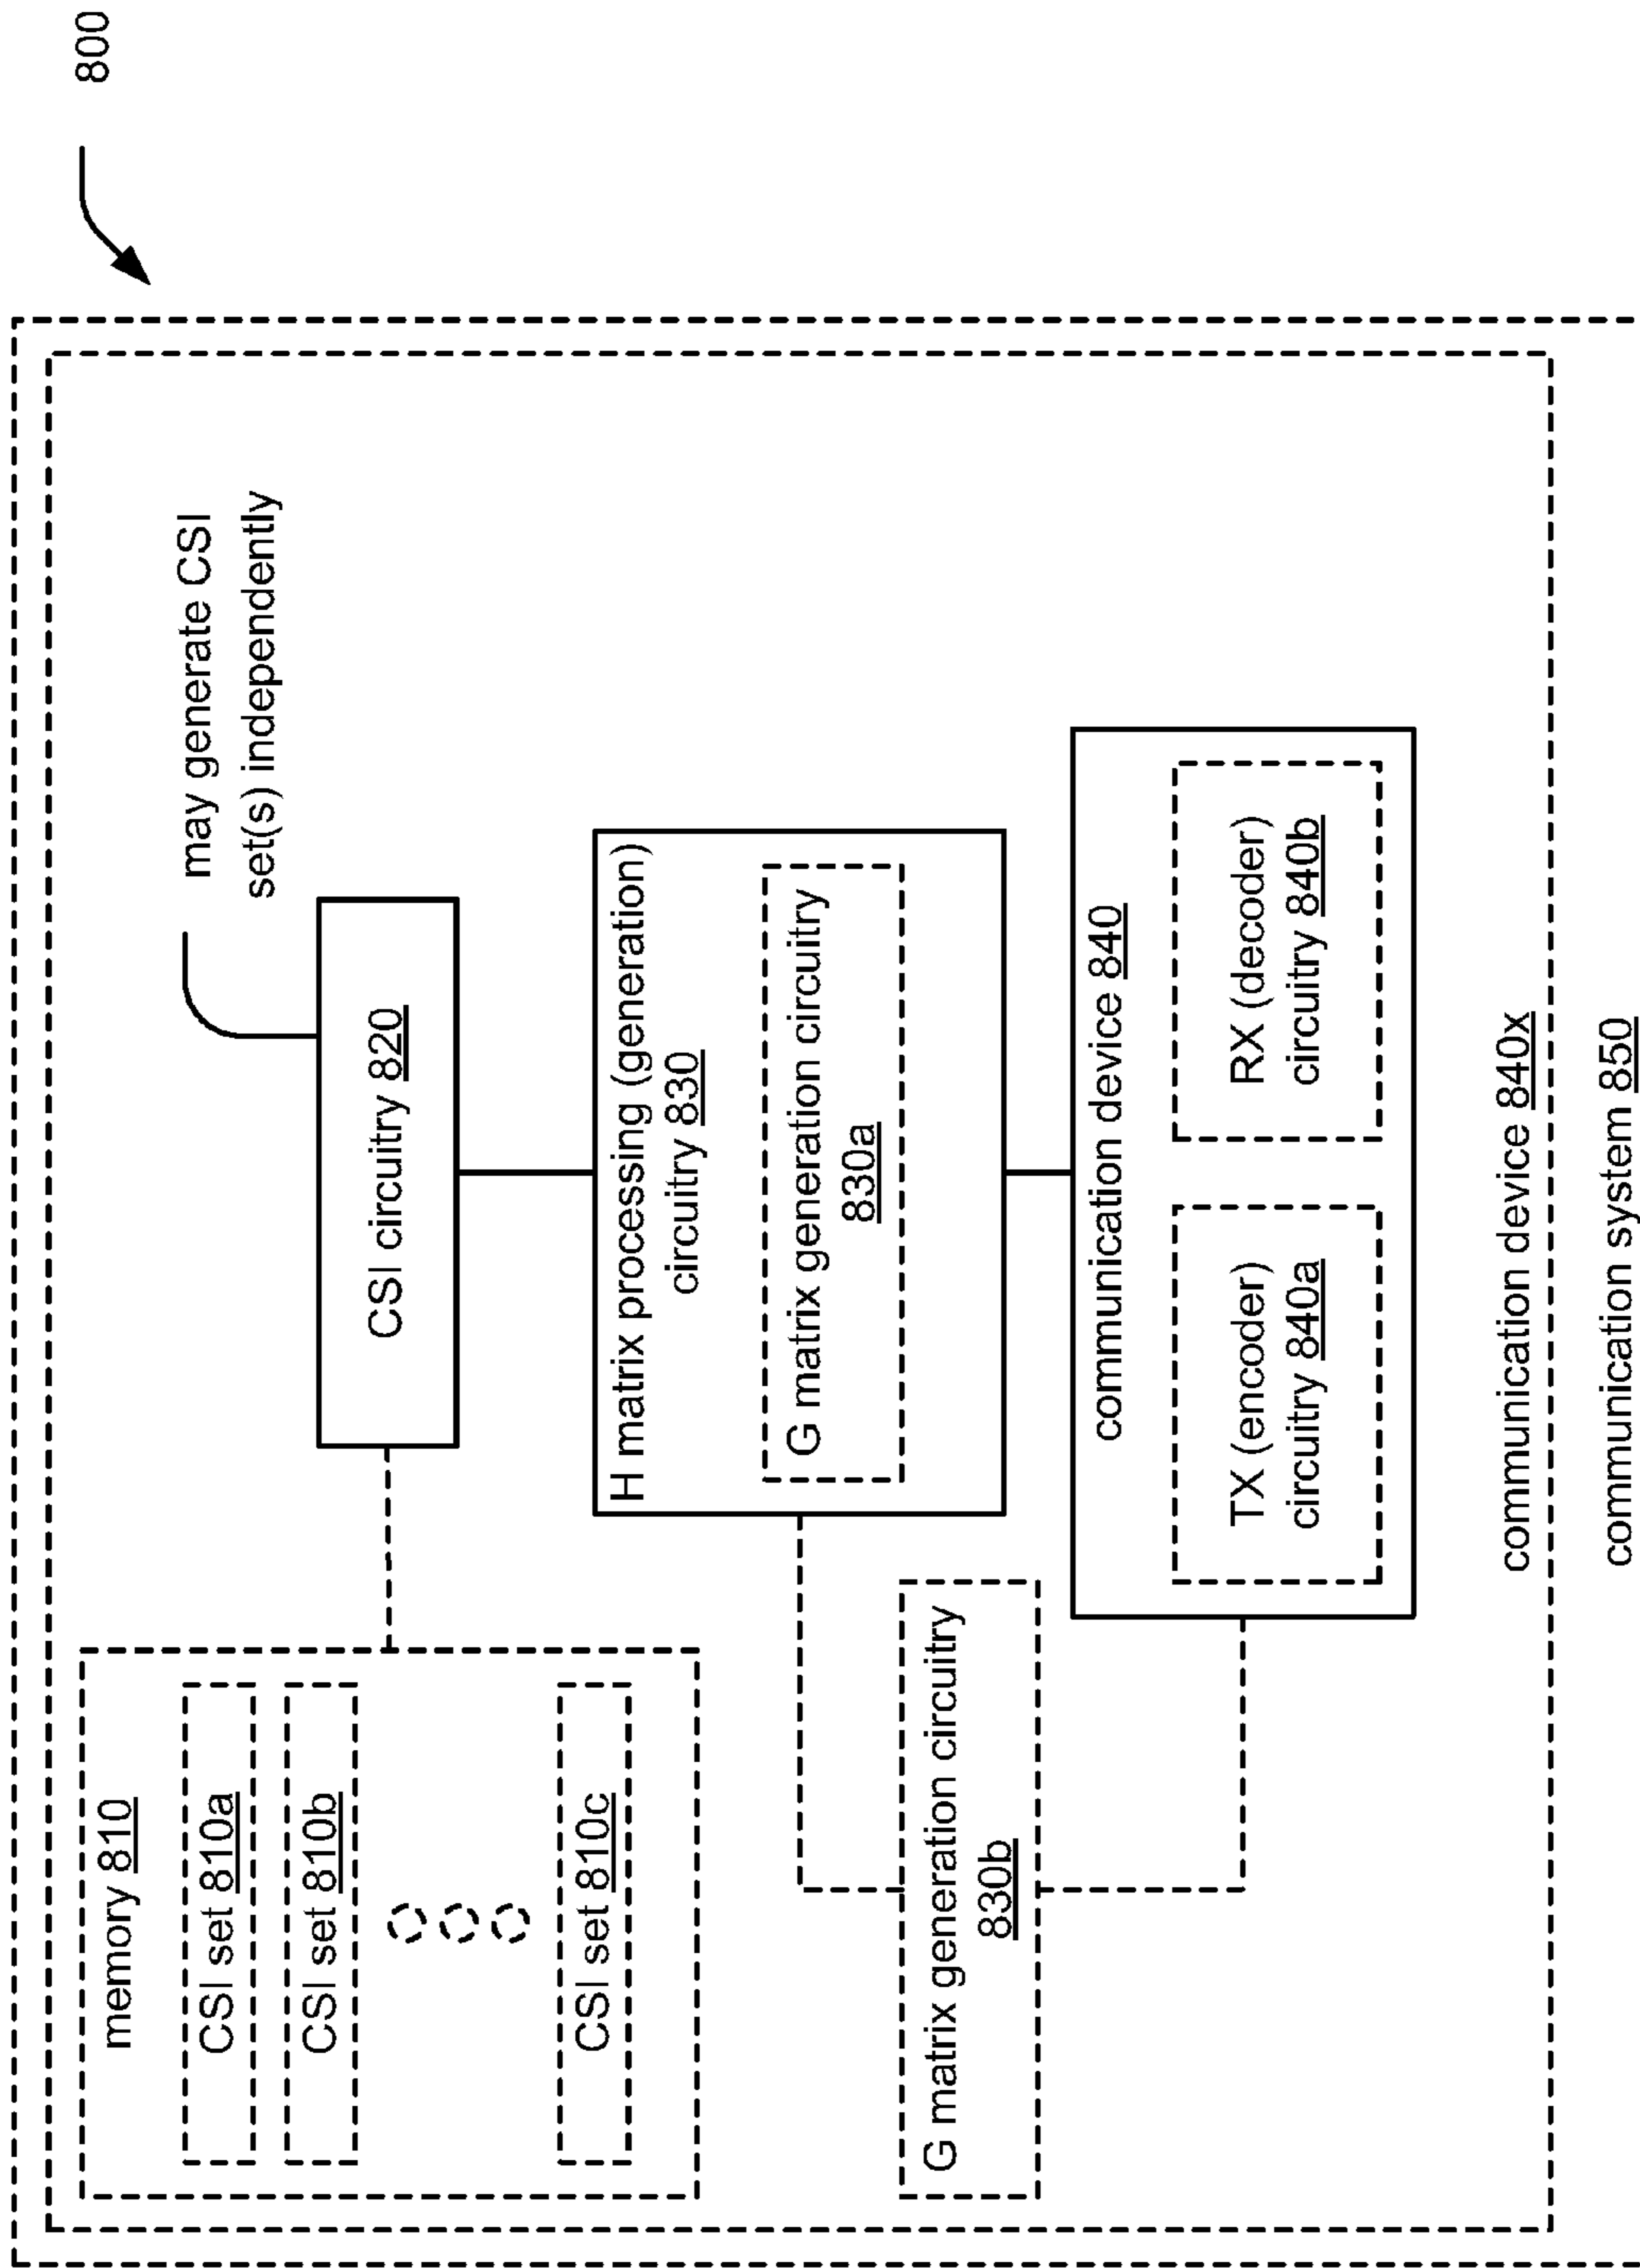 800
may generate CSI
set(s) independently
memory 810
CSI set 810a
CSI set 810b
CSI set 810c
CSI circuitry 820
H matrix processing (generation)
circuitry 830
G matrix generation circuitry
830a
G matrix generation circuitry
830b
communication device 840
TX (encoder)
circuitry 840a
RX (decoder)
circuitry 840b
communication device 840x
communication system 850